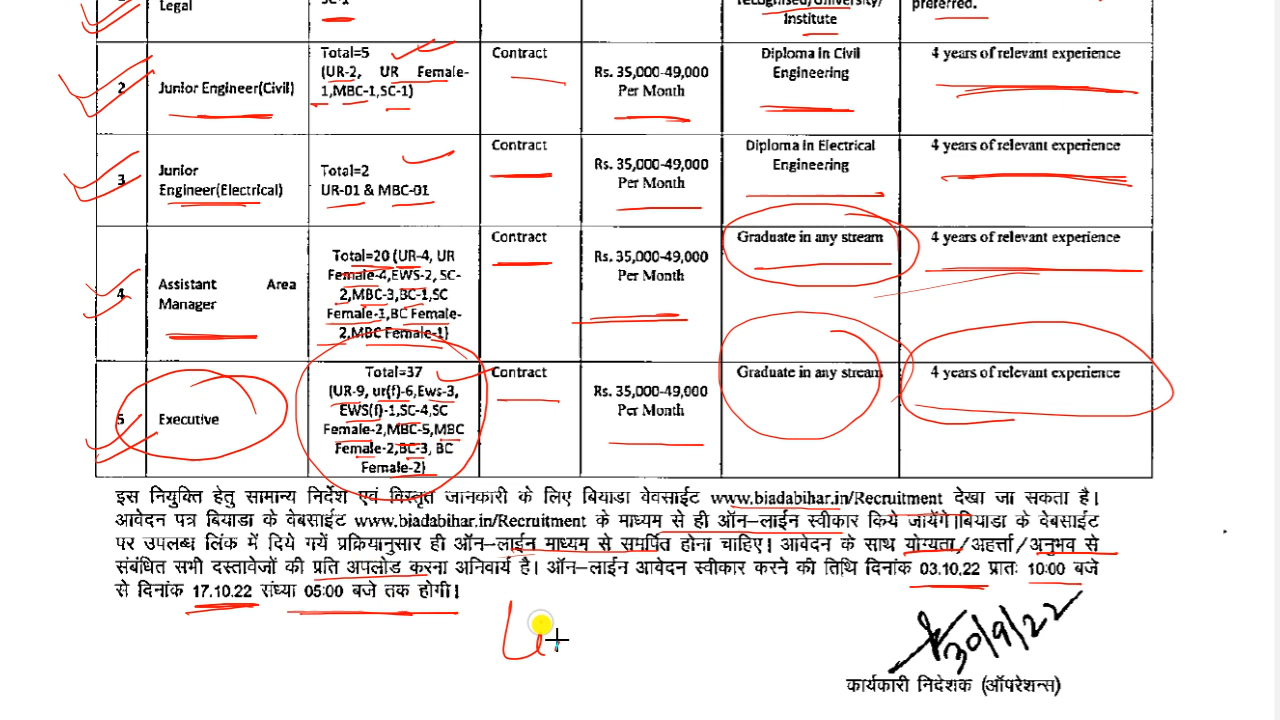 Legal
SC-1
recognised/University/
Institute
preferred.
2
Junior Engineer(Civil)
Total=5
(UR-2, UR Female-
1,MBC-1,SC-1)
Contract
Rs. 35,000-49,000
Per Month
Diploma in Civil
Engineering
4 years of relevant experience
3
Junior
Engineer(Electrical)
Total=2
UR-01 & MBC-01
Contract
Rs. 35,000-49,000
Per Month
Diploma in Electrical
Engineering
4 years of relevant experience
4
Assistant Area
Manager
Total=20 (UR-4, UR
Female-4,EWS-2, SC-
2,MBC-3,BC-1,SC
Female-1,BC Female-
2,MBC Female-1)
Contract
Rs. 35,000-49,000
Per Month
Graduate in any stream
4 years of relevant experience
5
Executive
Total=37
(UR-9, ur(f)-6,Ews-3,
EWS(f)-1,SC-4,SC
Female-2,MBC-5,MBC
Female-2,BC-3, BC
Female-2)
Contract
Rs. 35,000-49,000
Per Month
Graduate in any stream
4 years of relevant experience
इस नियुक्ति हेतु सामान्य निर्देश एवं विस्तृत जानकारी के लिए बियाडा वेवसाईट www.biadabihar.in/Recruitment देखा जा सकता है।
आवेदन पत्र बियाडा के वेबसाईट www.biadabihar.in/Recruitment के माध्यम से ही ऑन-लाईन स्वीकार किये जायेंगे।बियाडा के वेबसाईट
पर उपलब्ध लिंक में दिये गयें प्रक्रियानुसार ही ऑन-लाईन माध्यम से समर्पित होना चाहिए। आवेदन के साथ योग्यता/अहर्त्ता/अनुभव से
संबंधित सभी दस्तावेजों की प्रति अपलोड करना अनिवार्य है। ऑन-लाईन आवेदन स्वीकार करने की तिथि दिनांक 03.10.22 प्रातः 10:00 बजे
से दिनांक 17.10.22 संध्या 05:00 बजे तक होगी।
30/9/22
कार्यकारी निदेशक (ऑपरेशन्स)